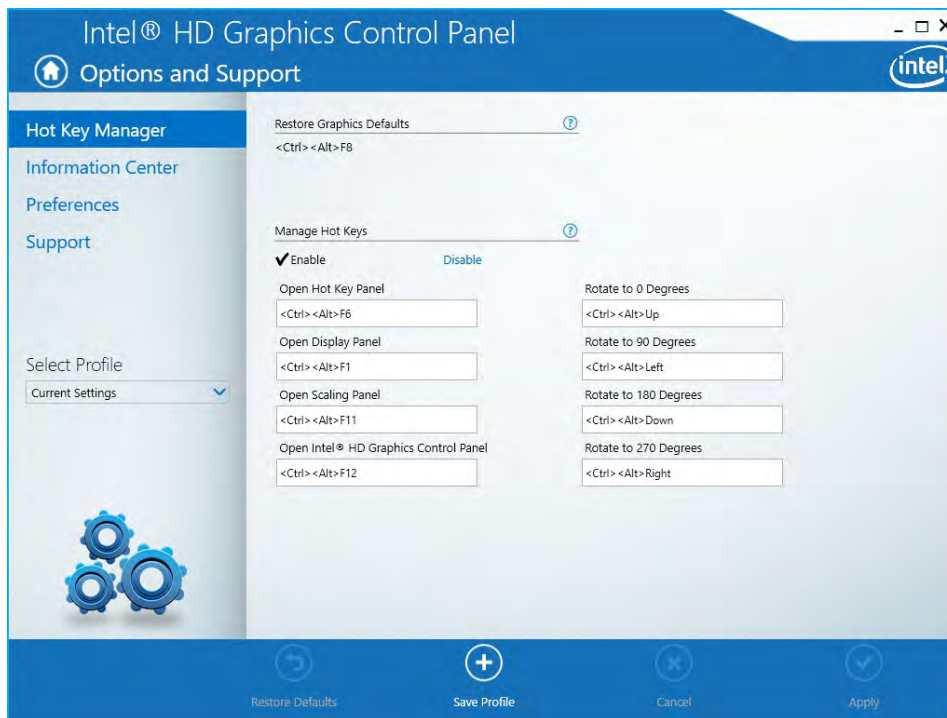 Intel® HD Graphics Control Panel
Options and Support
intel
Hot Key Manager
Information Center
Preferences
Support
Select Profile
Current Settings
Restore Graphics Defaults
<Ctrl><Alt>F8
Manage Hot Keys
Enable
Disable
Open Hot Key Panel
<Ctrl><Alt>F6
Open Display Panel
<Ctrl><Alt>F1
Open Scaling Panel
<Ctrl><Alt>F11
Open Intel® HD Graphics Control Panel
<Ctrl><Alt>F12
Rotate to 0 Degrees
<Ctrl><Alt>Up
Rotate to 90 Degrees
<Ctrl><Alt>Left
Rotate to 180 Degrees
<Ctrl><Alt>Down
Rotate to 270 Degrees
<Ctrl><Alt>Right
Restore Defaults
Save Profile
Cancel
Apply